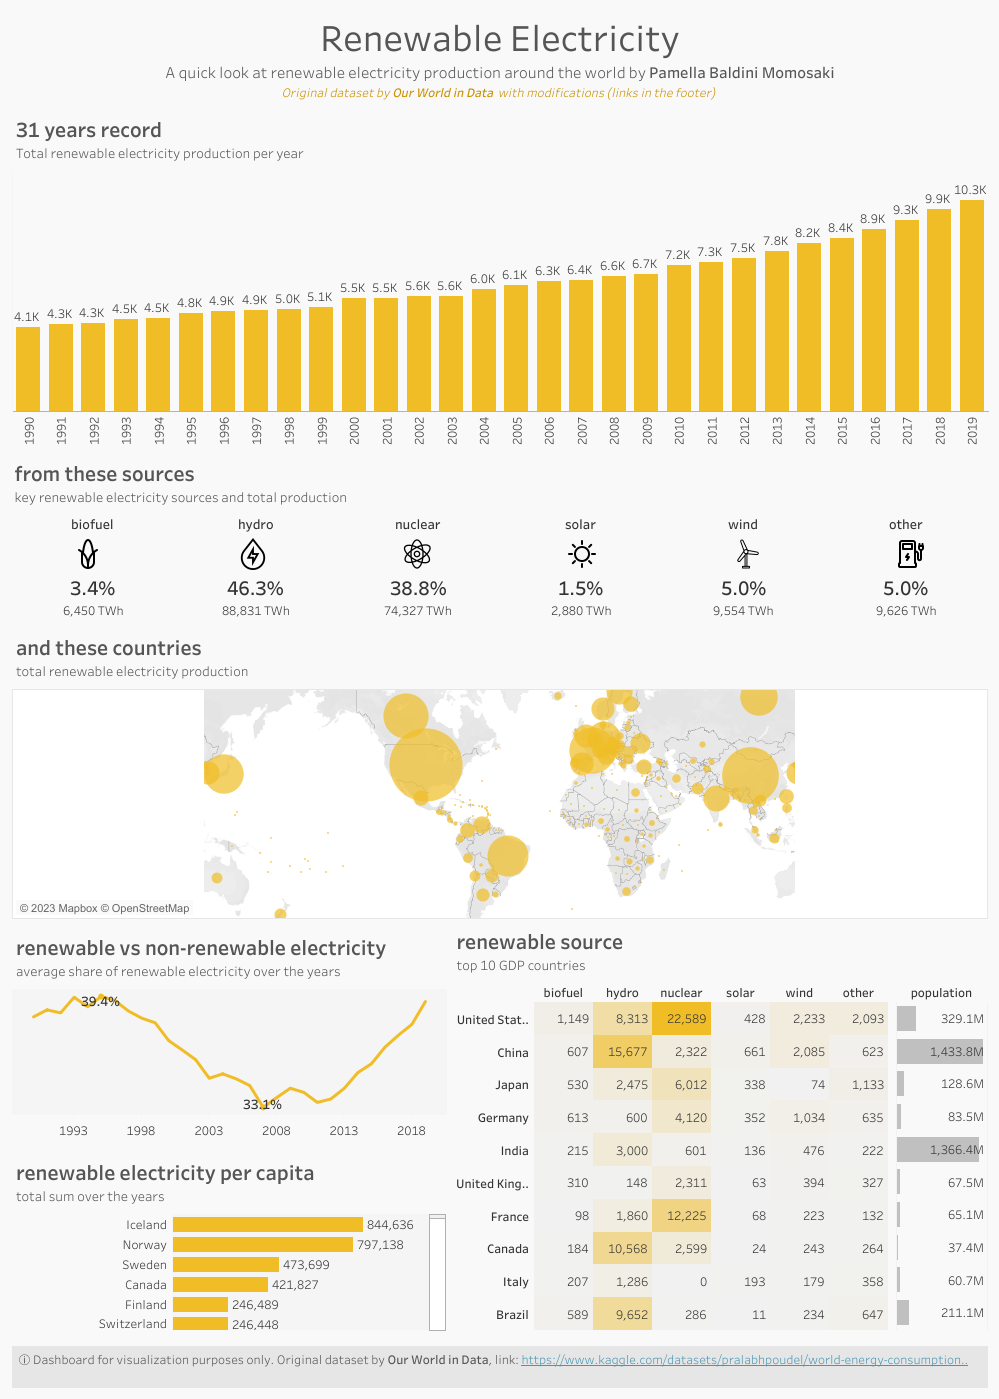 Renewable Electricity
A quick look at renewable electricity production around the world by Pamella Baldini Momosaki
Original dataset by Our World in Data with modifications (links in the footer)
31 years record
Total renewable electricity production per year
4.1K 4.3K 4.3K 4.5K 4.5K 4.8K 4.9K 4.9K 5.0K 5.1K 5.5K 5.5K 5.6K 5.6K 6.0K 6.1K 6.3K 6.4K 6.6K 6.7K 7.2K 7.3K 7.5K 7.8K 8.2K 8.4K 8.9K 9.3K 9.9K 10.3K
1990 1991 1992 1993 1994 1995 1996 1997 1998 1999 2000 2001 2002 2003 2004 2005 2006 2007 2008 2009 2010 2011 2012 2013 2014 2015 2016 2017 2018 2019
from these sources
key renewable electricity sources and total production
biofuel hydro nuclear solar wind other
3.4% 46.3% 38.8% 1.5% 5.0% 5.0%
6,450 TWh 88,831 TWh 74,327 TWh 2,880 TWh 9,554 TWh 9,626 TWh
and these countries
total renewable electricity production
© 2023 Mapbox © OpenStreetMap
renewable vs non-renewable electricity
average share of renewable electricity over the years
39.4%
33.1%
1993 1998 2003 2008 2013 2018
renewable electricity per capita
total sum over the years
Iceland 844,636
Norway 797,138
Sweden 473,699
Canada 421,827
Finland 246,489
Switzerland 246,448
renewable source
top 10 GDP countries
biofuel hydro nuclear solar wind other population
United Stat.. 1,149 8,313 22,589 428 2,233 2,093 329.1M
China 607 15,677 2,322 661 2,085 623 1,433.8M
Japan 530 2,475 6,012 338 74 1,133 128.6M
Germany 613 600 4,120 352 1,034 635 83.5M
India 215 3,000 601 136 476 222 1,366.4M
United King.. 310 148 2,311 63 394 327 67.5M
France 98 1,860 12,225 68 223 132 65.1M
Canada 184 10,568 2,599 24 243 264 37.4M
Italy 207 1,286 0 193 179 358 60.7M
Brazil 589 9,652 286 11 234 647 211.1M
ⓘ Dashboard for visualization purposes only. Original dataset by Our World in Data, link: https://www.kaggle.com/datasets/pralabhpoudel/world-energy-consumption..